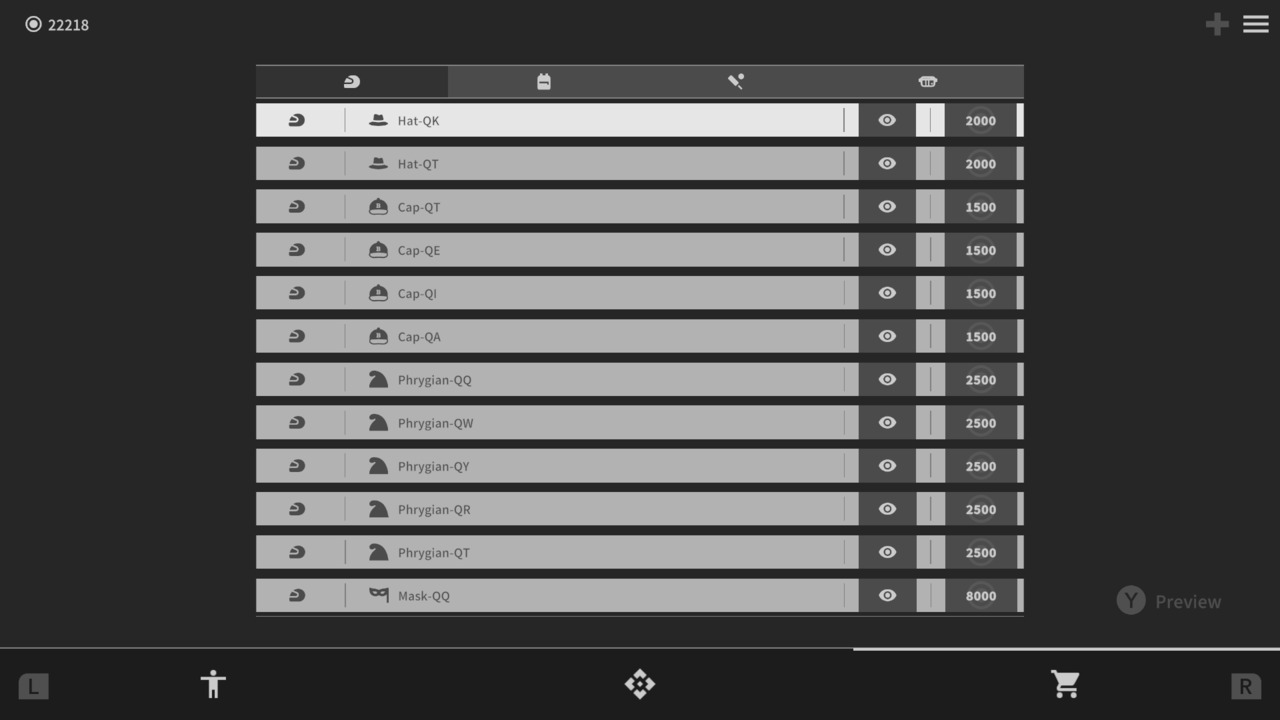 22218
Hat-QK 2000
Hat-QT 2000
Cap-QT 1500
Cap-QE 1500
Cap-QI 1500
Cap-QA 1500
Phrygian-QQ 2500
Phrygian-QW 2500
Phrygian-QY 2500
Phrygian-QR 2500
Phrygian-QT 2500
Mask-QQ 8000
Y Preview
L
R